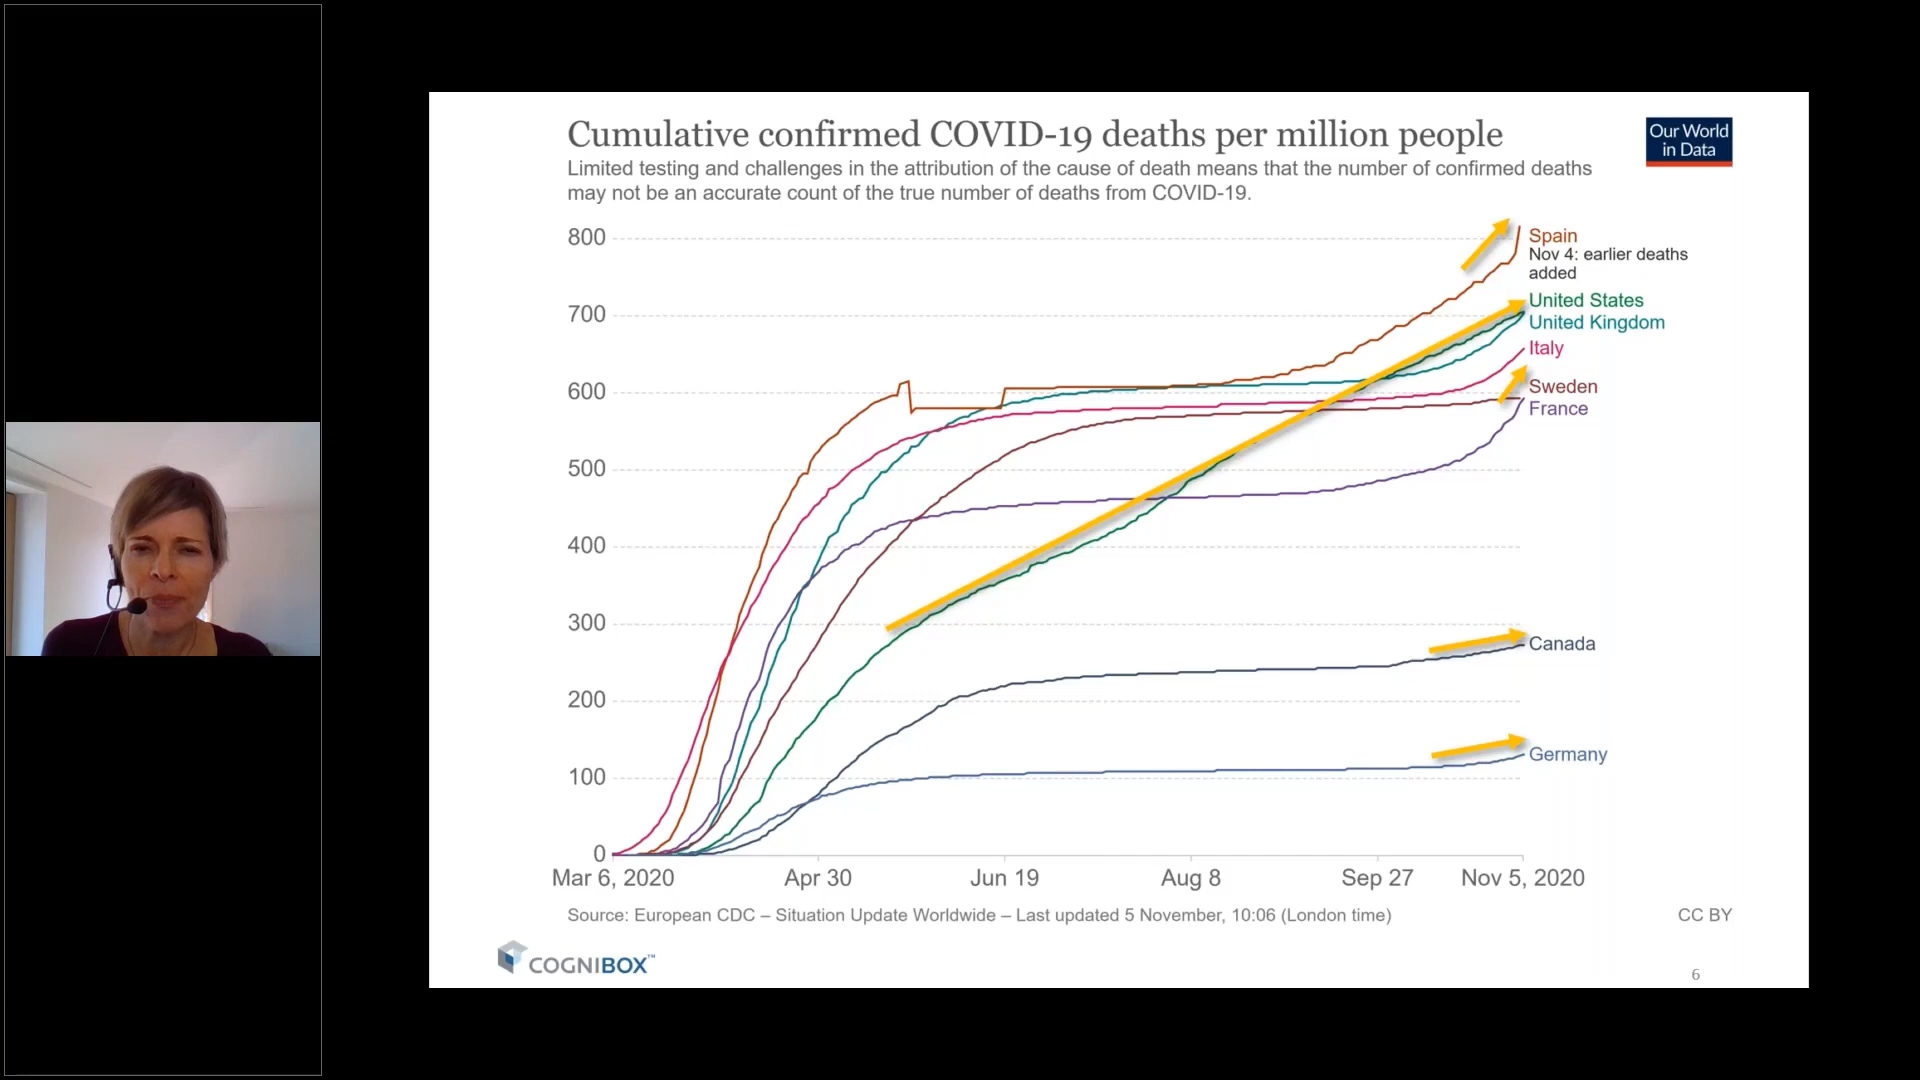 Cumulative confirmed COVID-19 deaths per million people
Our World
in Data
Limited testing and challenges in the attribution of the cause of death means that the number of confirmed deaths
may not be an accurate count of the true number of deaths from COVID-19.
800
700
600
500
400
300
200
100
0
Spain
Nov 4: earlier deaths
added
United States
United Kingdom
Italy
Sweden
France
Canada
Germany
Mar 6, 2020
Apr 30
Jun 19
Aug 8
Sep 27
Nov 5, 2020
Source: European CDC – Situation Update Worldwide – Last updated 5 November, 10:06 (London time)
CC BY
COGNIBOX™
6